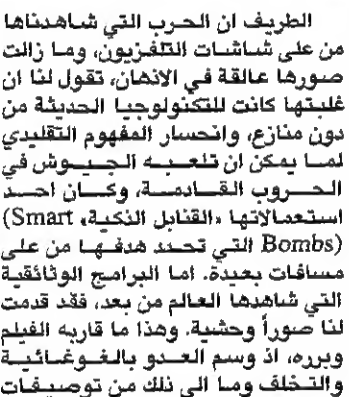 الطريف ان الحرب التي شاهدناها
من على شاشات التلفزيون، وما زالت
صورها عالقة في الاذهان، تقول لنا ان
غلبتها كانت للتكنولوجيا الحديثة من
دون منازع، وانحسار المفهوم التقليدي
لما يمكن ان تلعبه الجيوش في
الحروب القادمة، وكان احد
استعمالاتها «القنابل الذكية» (Smart
Bombs) التي تحدد هدفها من على
مسافات بعيدة. اما البرامج الوثائقية
التي شاهدها العالم من بعد، فقد قدمت
لنا صوراً وحشية. وهذا ما قاربه الفيلم
وبرره، اذ وسم العدو بالغوغائية
والتخلف وما الى ذلك من توصيفات